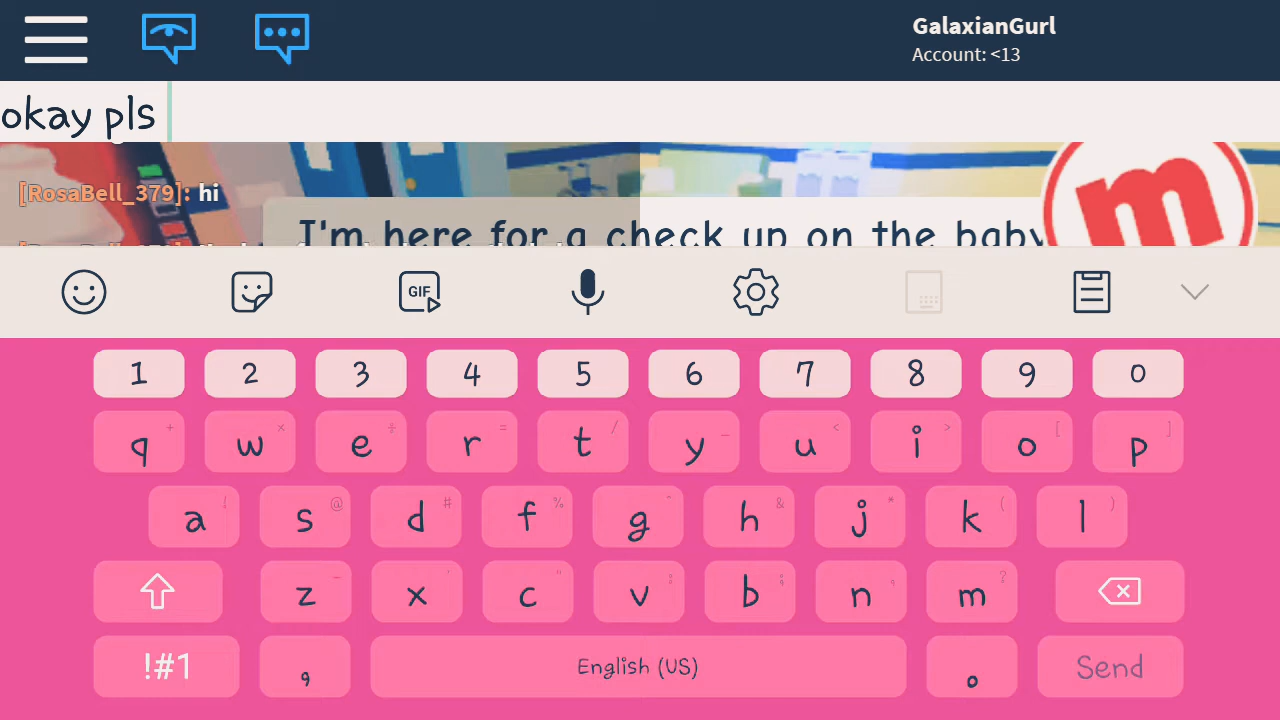 GalaxianGurl
Account: <13
okay pls
[RosaBell_379]: hi
I'm here for a check up on the baby
m
GIF
1 2 3 4 5 6 7 8 9 0
q + w × e ÷ r = t / y _ u < i > o [ p ]
a ! s @ d # f % g ^ h & j * k ( l )
z - x ' c " v : b ; n , m ?
!#1 , English (US) . Send